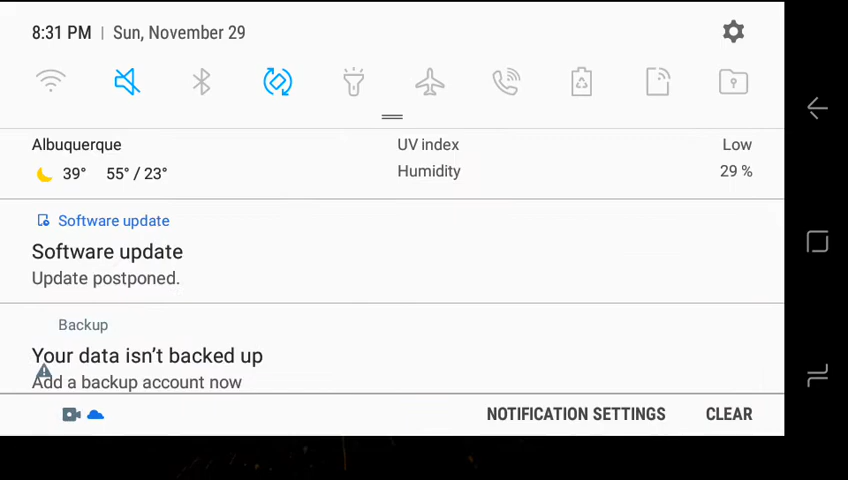 8:31 PM | Sun, November 29
Albuquerque
39° 55° / 23°
UV index Low
Humidity 29 %
Software update
Software update
Update postponed.
Backup
Your data isn't backed up
Add a backup account now
NOTIFICATION SETTINGS CLEAR